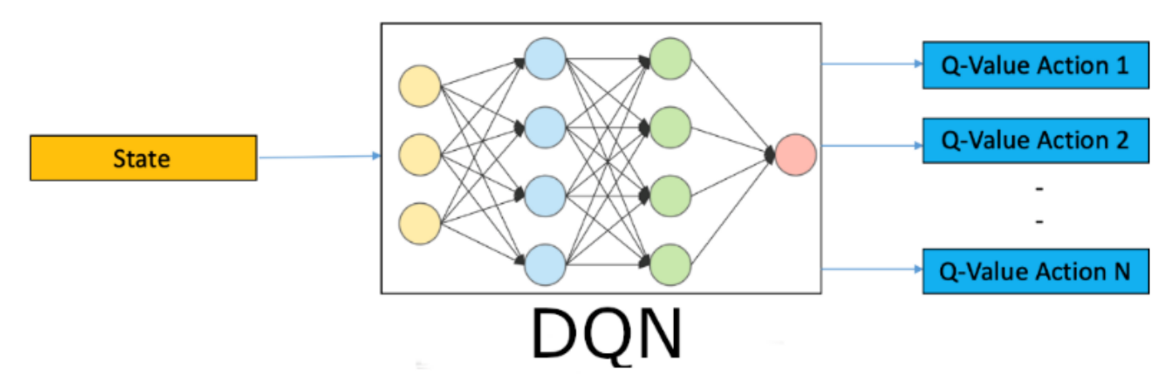 State
Q-Value Action 1
Q-Value Action 2
-
-
Q-Value Action N
DQN